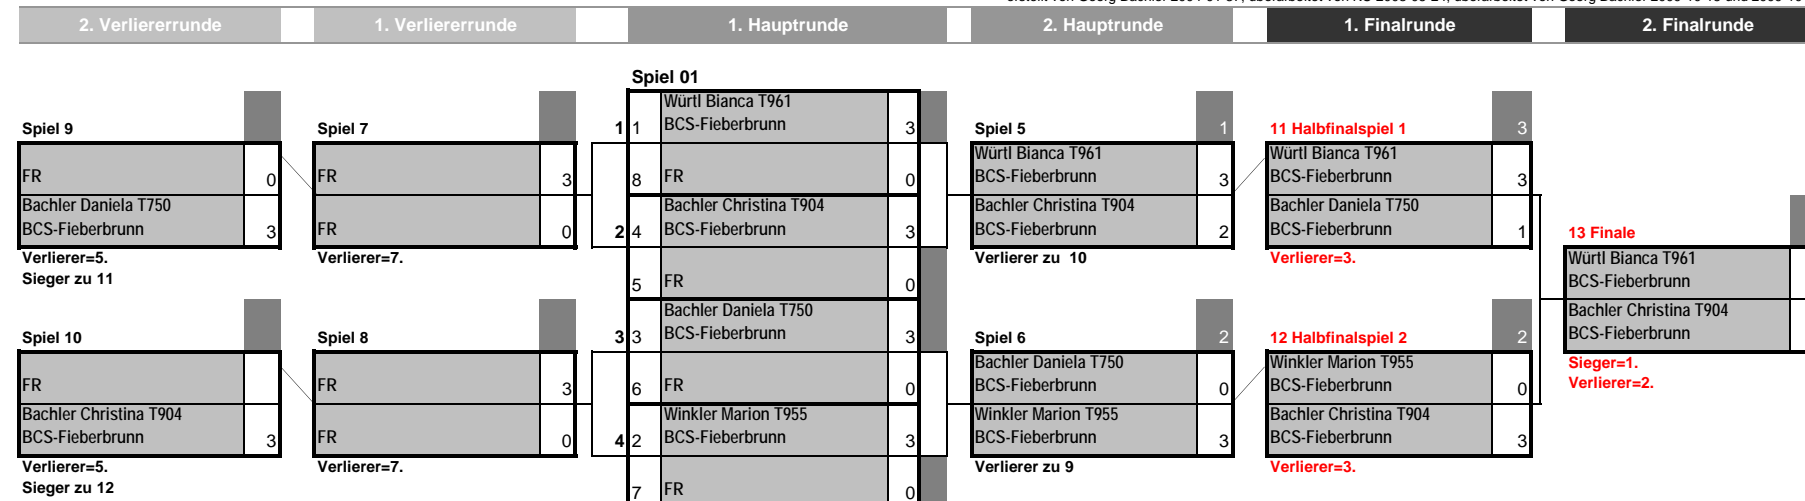 2. Verliererrunde
1. Verliererrunde
1. Hauptrunde
2. Hauptrunde
1. Finalrunde
2. Finalrunde
Spiel 9
FR 0
Bachler Daniela T750
BCS-Fieberbrunn 3
Verlierer=5.
Sieger zu 11
Spiel 10
FR
Bachler Christina T904
BCS-Fieberbrunn 3
Verlierer=5.
Sieger zu 12
Spiel 7
FR 3
FR 0
Verlierer=7.
Spiel 8
FR 3
FR 0
Verlierer=7.
Spiel 01
Würtl Bianca T961
1 1 BCS-Fieberbrunn 3
8 FR 0
Bachler Christina T904
2 4 BCS-Fieberbrunn 3
5 FR 0
Bachler Daniela T750
3 3 BCS-Fieberbrunn 3
6 FR 0
Winkler Marion T955
4 2 BCS-Fieberbrunn 3
7 FR 0
Spiel 5 1
Würtl Bianca T961
BCS-Fieberbrunn 3
Bachler Christina T904
BCS-Fieberbrunn 2
Verlierer zu 10
Spiel 6 2
Bachler Daniela T750
BCS-Fieberbrunn 0
Winkler Marion T955
BCS-Fieberbrunn 3
Verlierer zu 9
11 Halbfinalspiel 1 3
Würtl Bianca T961
BCS-Fieberbrunn 3
Bachler Daniela T750
BCS-Fieberbrunn 1
Verlierer=3.
12 Halbfinalspiel 2 2
Winkler Marion T955
BCS-Fieberbrunn 0
Bachler Christina T904
BCS-Fieberbrunn 3
Verlierer=3.
13 Finale
Würtl Bianca T961
BCS-Fieberbrunn
Bachler Christina T904
BCS-Fieberbrunn
Sieger=1.
Verlierer=2.